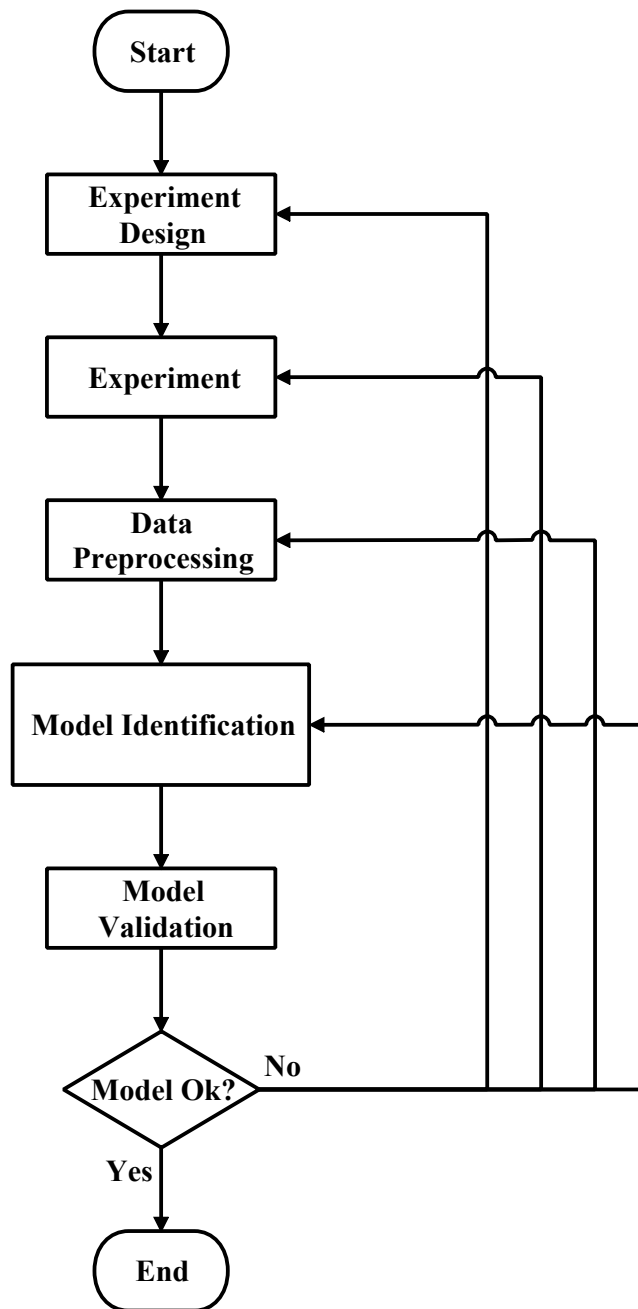 Start
Experiment
Design
Experiment
Data
Preprocessing
Model Identification
Model
Validation
Model Ok?
No
Yes
End